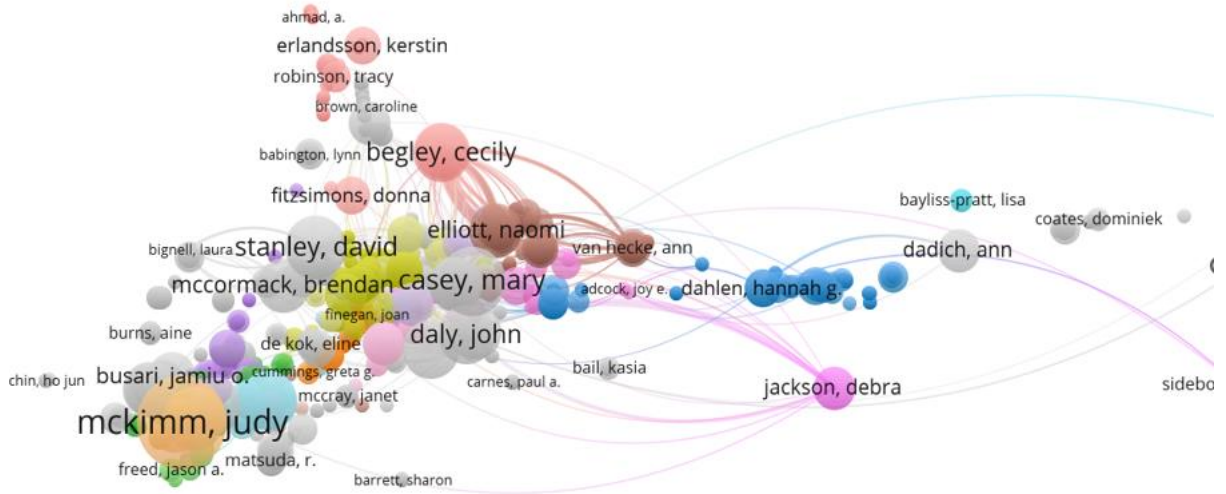 ahmad, a.
erlandsson, kerstin
robinson, tracy
brown, caroline
babington, lynn
begley, cecily
fitzsimons, donna
bayliss-pratt, lisa
coates, dominiek
elliott, naomi
bignell, laura
stanley, david
van hecke, ann
dadich, ann
mccormack, brendan
casey, mary
adcock, joy e.
dahlen, hannah g.
finegan, joan
burns, aine
de kok, eline
daly, john
bail, kasia
chin, ho jun
busari, jamiu o.
cummings, greta g.
carnes, paul a.
jackson, debra
sidebo
mccray, janet
mckimm, judy
freed, jason a.
matsuda, r.
barrett, sharon